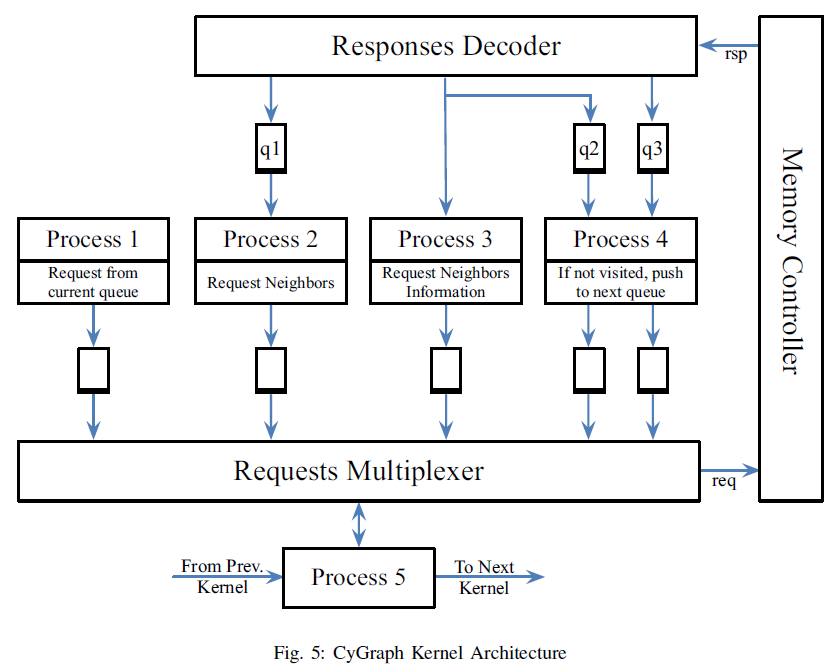 Responses Decoder
rsp
q1
q2
q3
Memory Controller
Process 1
Request from
current queue
Process 2
Request Neighbors
Process 3
Request Neighbors
Information
Process 4
If not visited, push
to next queue
Requests Multiplexer
req
From Prev.
Kernel
Process 5
To Next
Kernel
Fig. 5: CyGraph Kernel Architecture